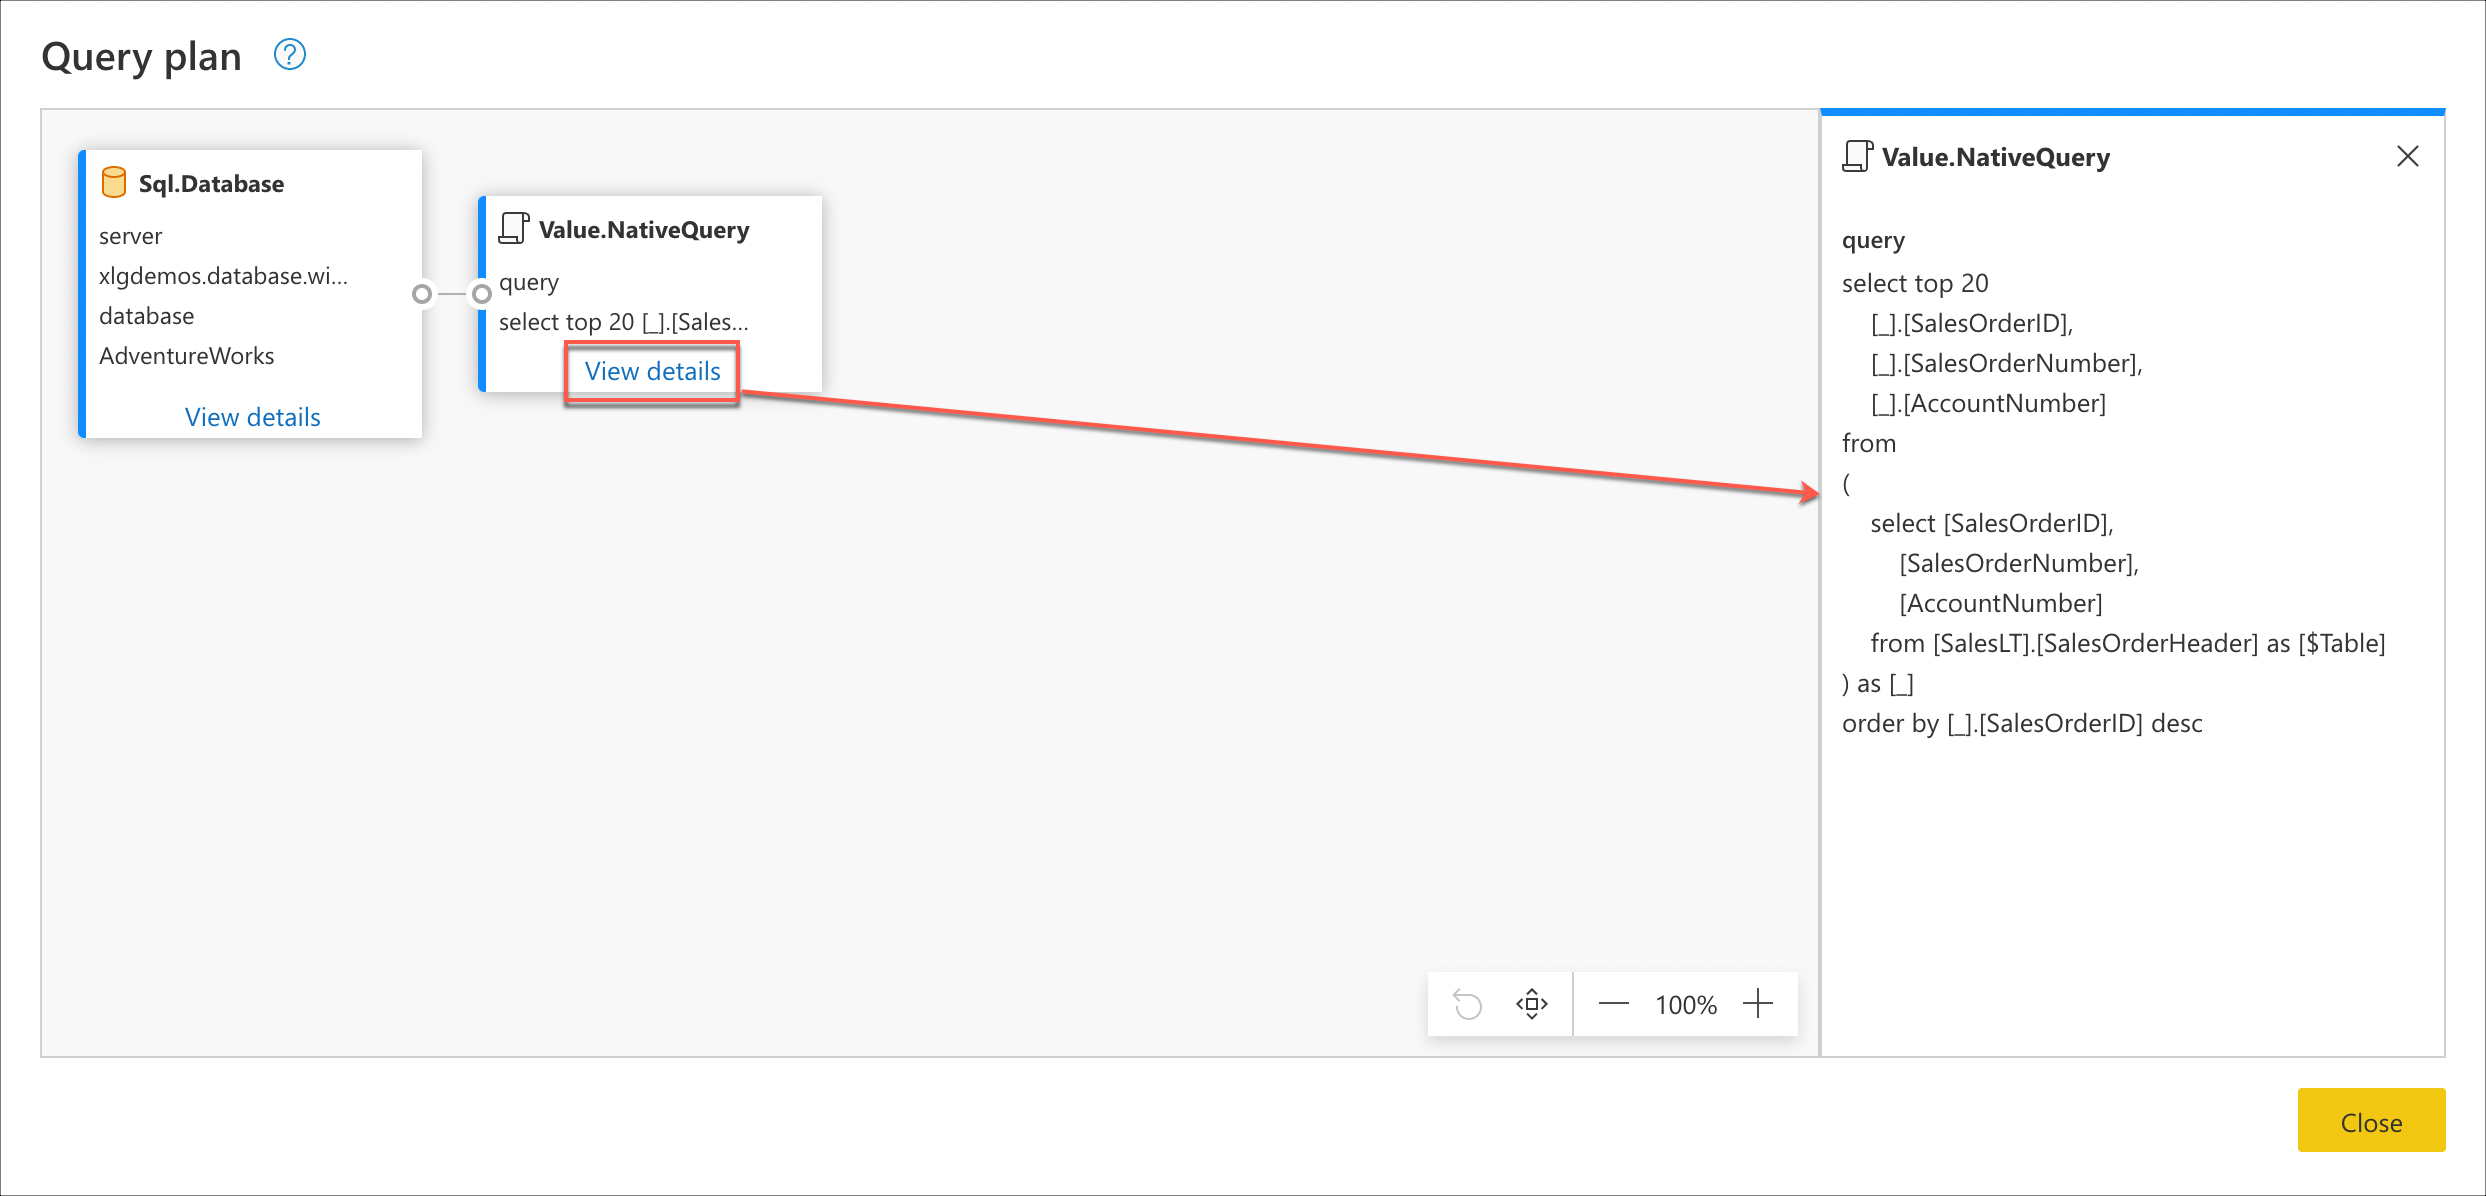 Query plan
Sql.Database
server
xlgdemos.database.wi...
database
AdventureWorks
View details
Value.NativeQuery
query
select top 20 [_].[Sales...
View details
Value.NativeQuery
query
select top 20
[_].[SalesOrderID],
[_].[SalesOrderNumber],
[_].[AccountNumber]
from
(
select [SalesOrderID],
[SalesOrderNumber],
[AccountNumber]
from [SalesLT].[SalesOrderHeader] as [$Table]
) as [_]
order by [_].[SalesOrderID] desc
100%
Close